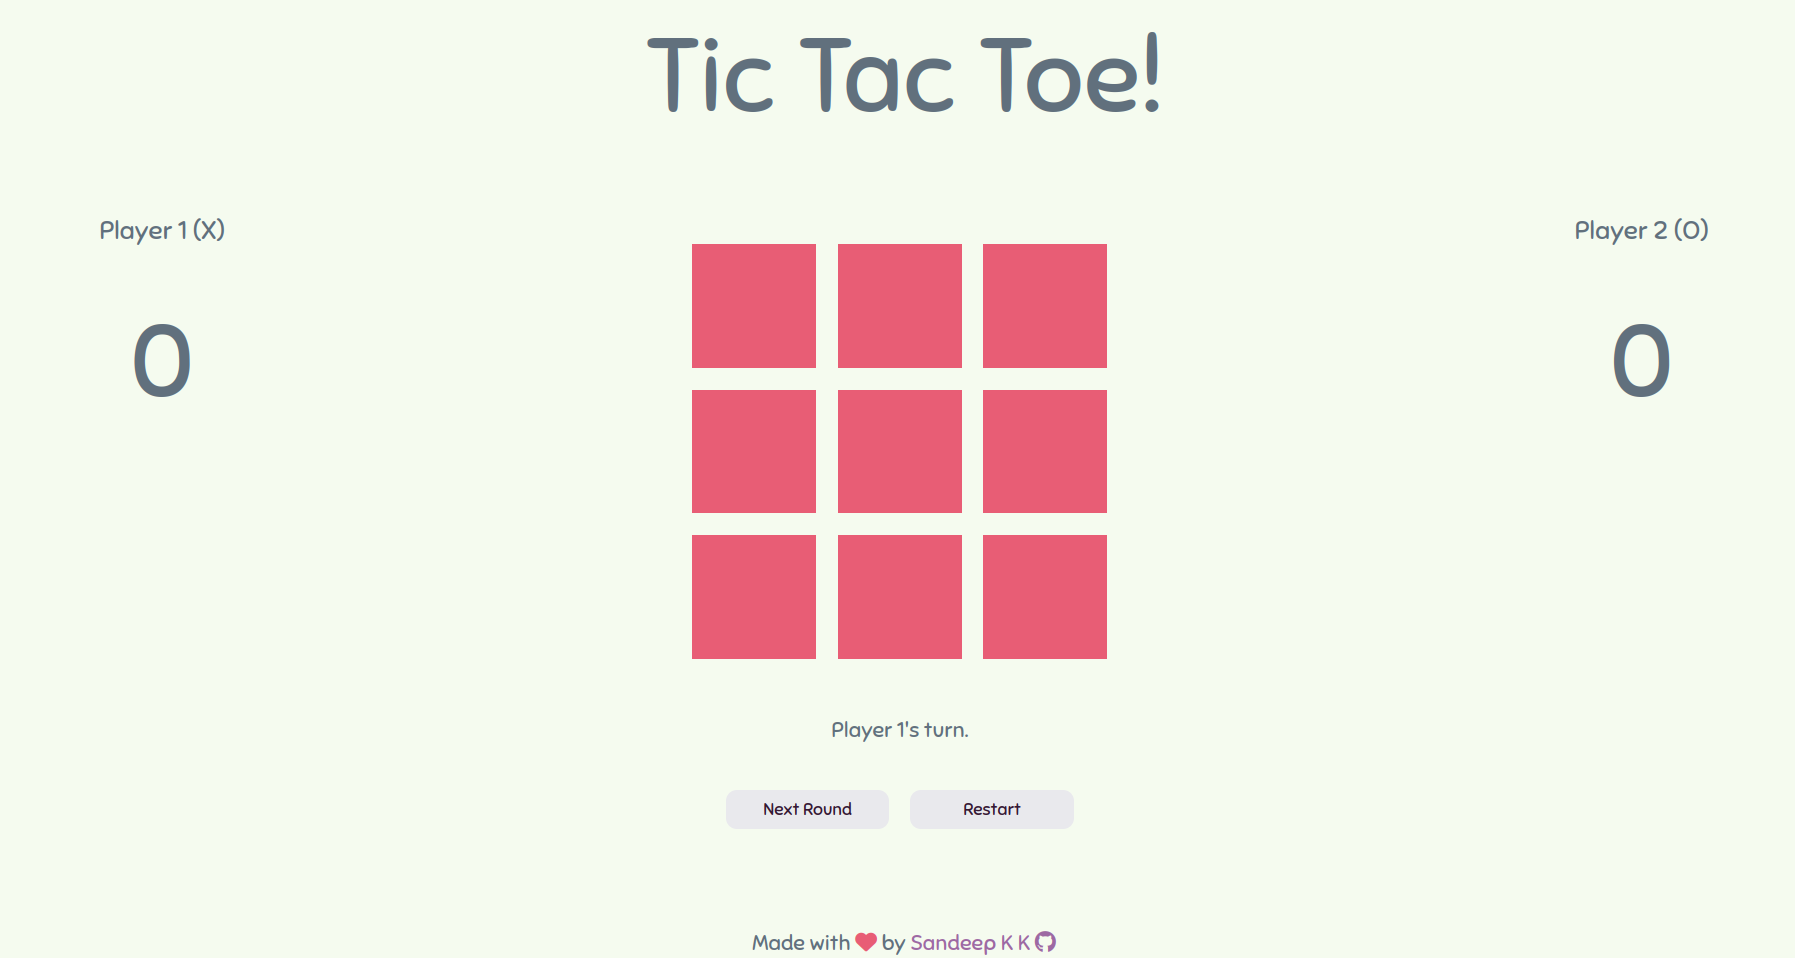 Tic Tac Toe!
Player 1 (X)
Player 2 (O)
0
0
Player 1's turn.
Next Round
Restart
Made with by Sandeep K K